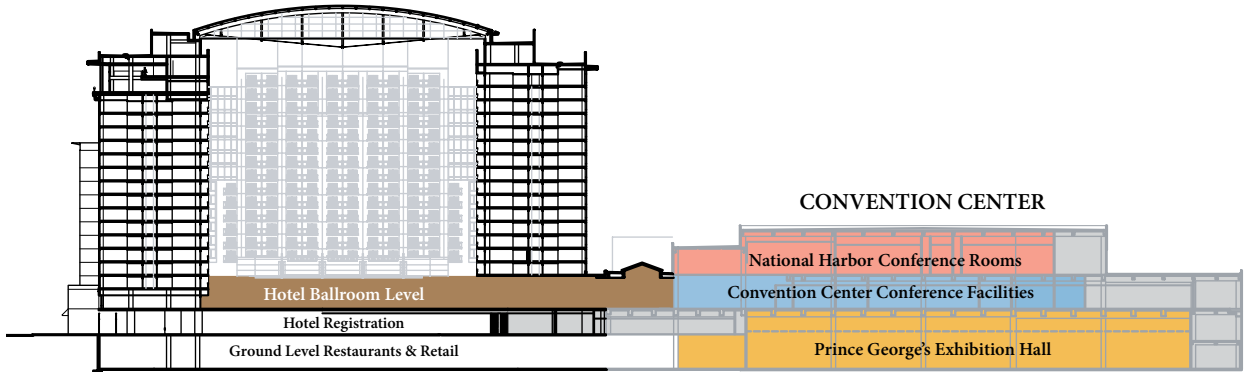 CONVENTION CENTER
National Harbor Conference Rooms
Hotel Ballroom Level
Convention Center Conference Facilities
Hotel Registration
Ground Level Restaurants & Retail
Prince George's Exhibition Hall